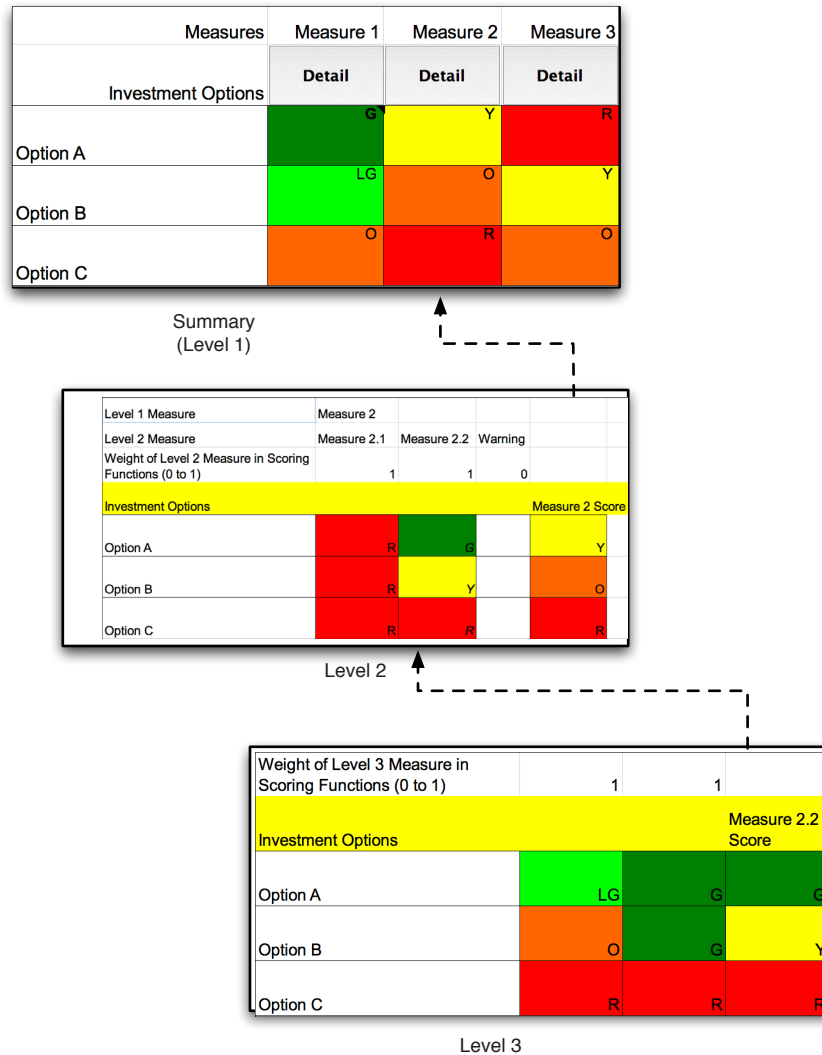 Measures Measure 1 Measure 2 Measure 3
Investment Options Detail Detail Detail
G Y R
Option A
LG O Y
Option B
O R O
Option C
Summary
(Level 1)
Level 1 Measure Measure 2
Level 2 Measure Measure 2.1 Measure 2.2 Warning
Weight of Level 2 Measure in Scoring
Functions (0 to 1) 1 1 0
Investment Options Measure 2 Score
Option A R G Y
Option B R Y O
Option C R R R
Level 2
Weight of Level 3 Measure in
Scoring Functions (0 to 1) 1 1
Measure 2.2
Investment Options Score
Option A LG G G
Option B O G Y
Option C R R R
Level 3